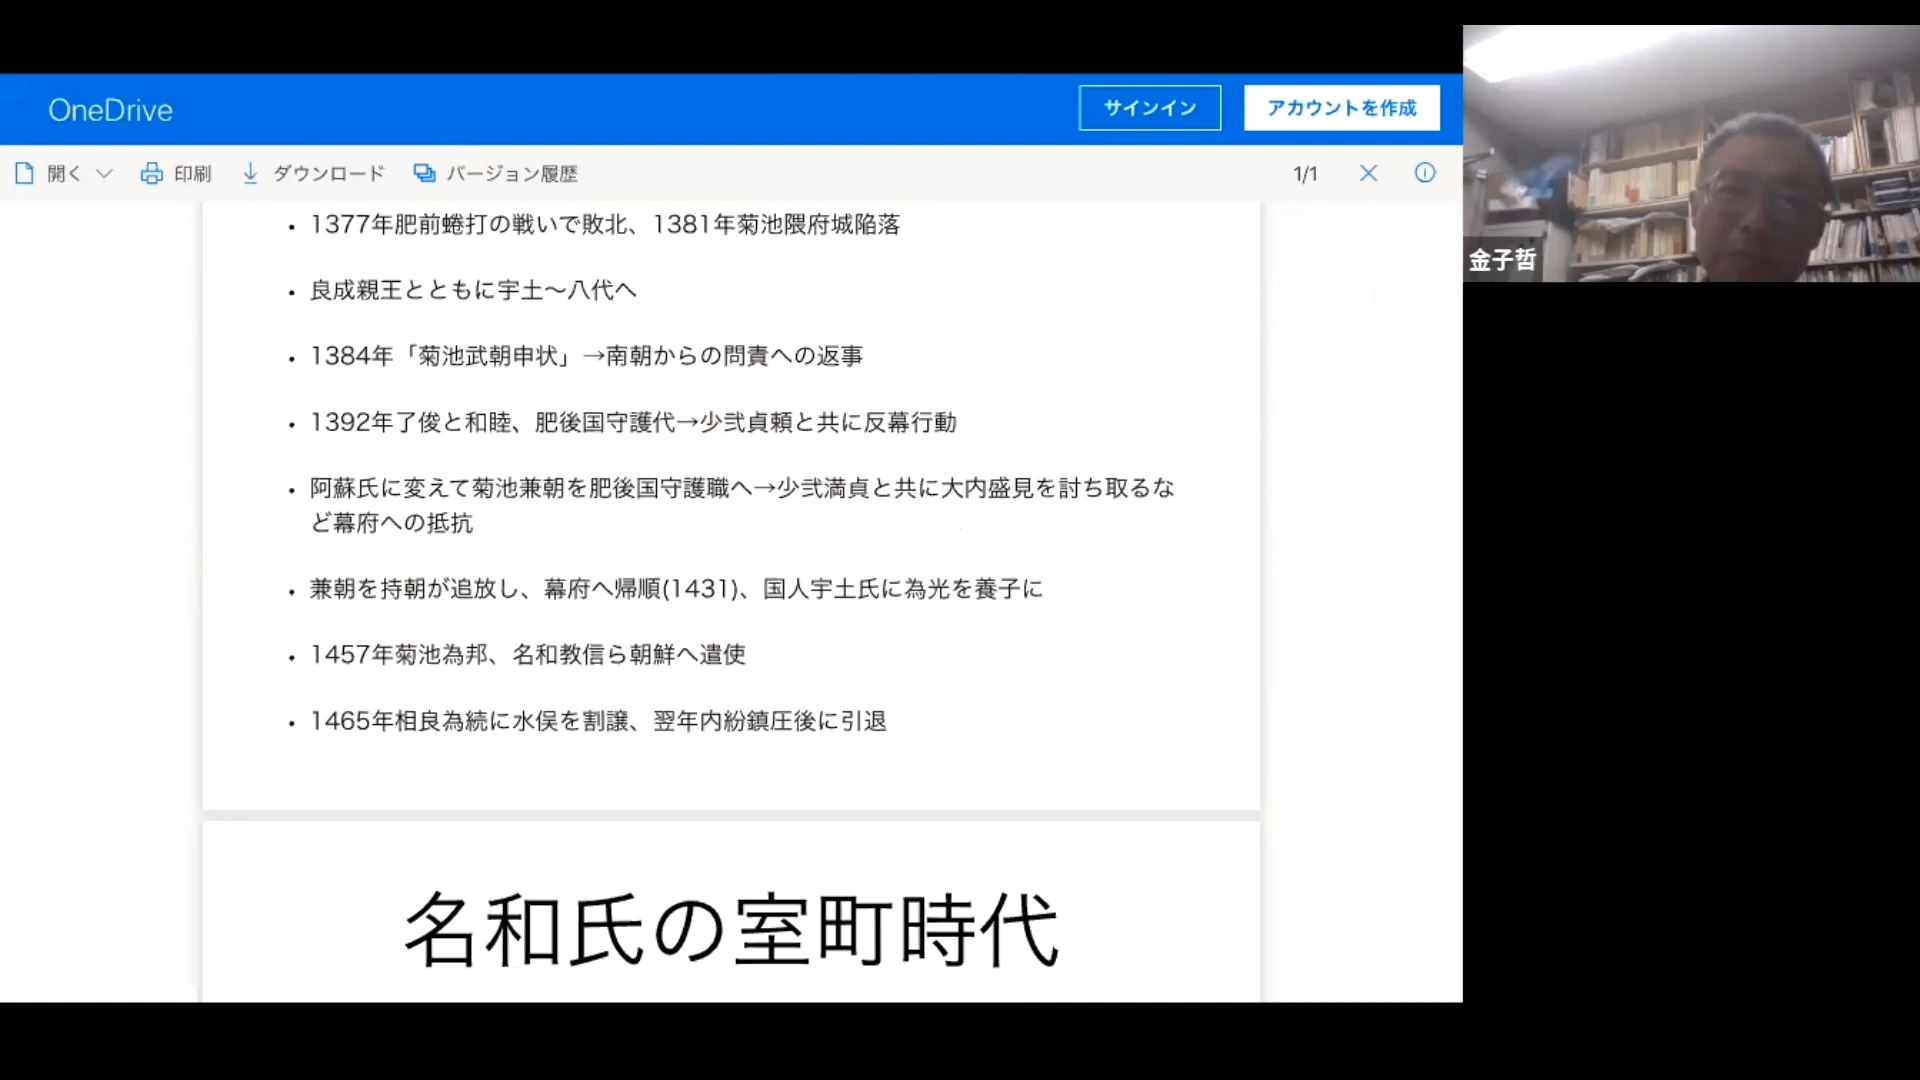 OneDrive
サインイン
アカウントを作成
開く
印刷
ダウンロード
バージョン履歴
1/1
金子哲
• 1377年肥前蜷打の戦いで敗北、1381年菊池隈府城陥落
• 良成親王とともに宇土〜八代へ
• 1384年「菊池武朝申状」→南朝からの問責への返事
• 1392年了俊と和睦、肥後国守護代→少弐貞頼と共に反幕行動
• 阿蘇氏に変えて菊池兼朝を肥後国守護職へ→少弐満貞と共に大内盛見を討ち取るな
ど幕府への抵抗
• 兼朝を持朝が追放し、幕府へ帰順(1431)、国人宇土氏に為光を養子に
• 1457年菊池為邦、名和教信ら朝鮮へ遣使
• 1465年相良為続に水俣を割譲、翌年内紛鎮圧後に引退
名和氏の室町時代